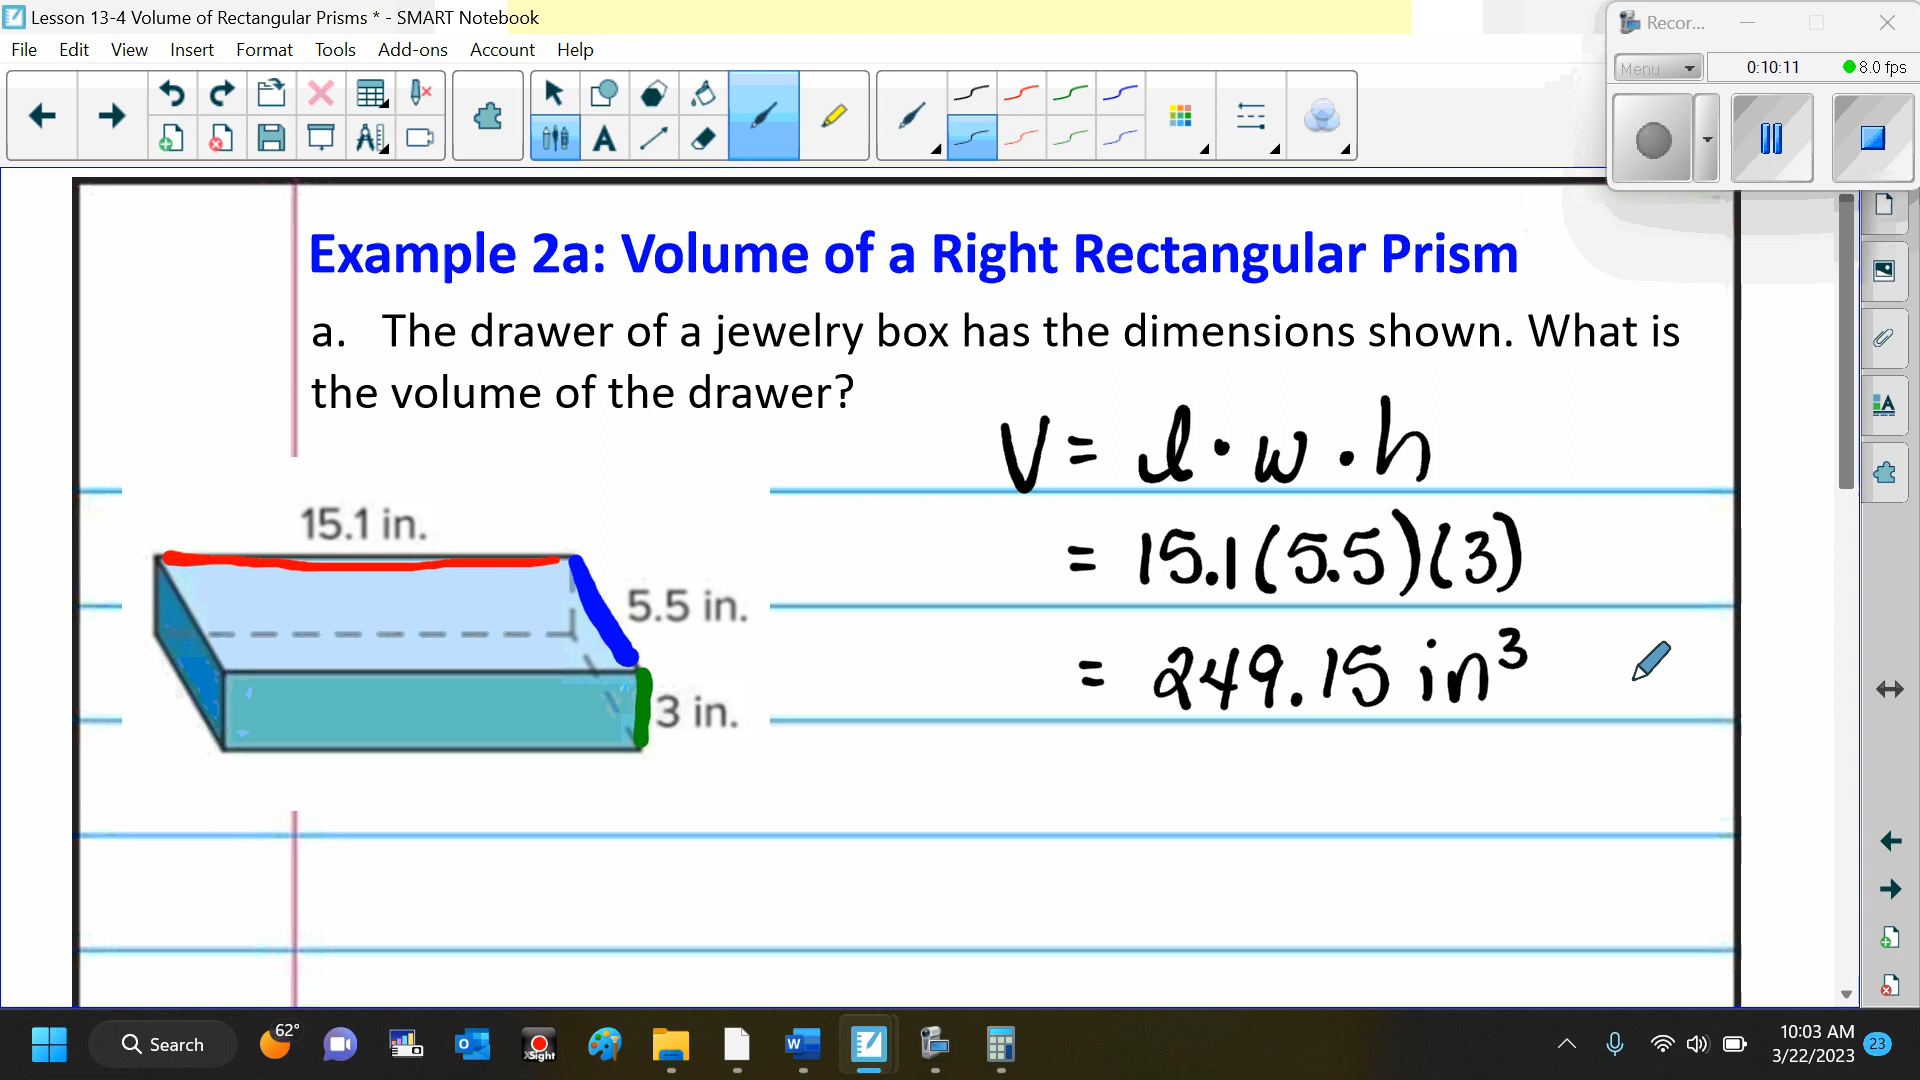 Lesson 13-4 Volume of Rectangular Prisms * - SMART Notebook
File Edit View Insert Format Tools Add-ons Account Help
Recor...
Menu 0:10:11 8.0 fps
Example 2a: Volume of a Right Rectangular Prism
a. The drawer of a jewelry box has the dimensions shown. What is
the volume of the drawer?
V = l · w · h
15.1 in.
= 15.1(5.5)(3)
5.5 in.
= 249.15 in³
3 in.
62°
Search
XSight
10:03 AM
3/22/2023
23